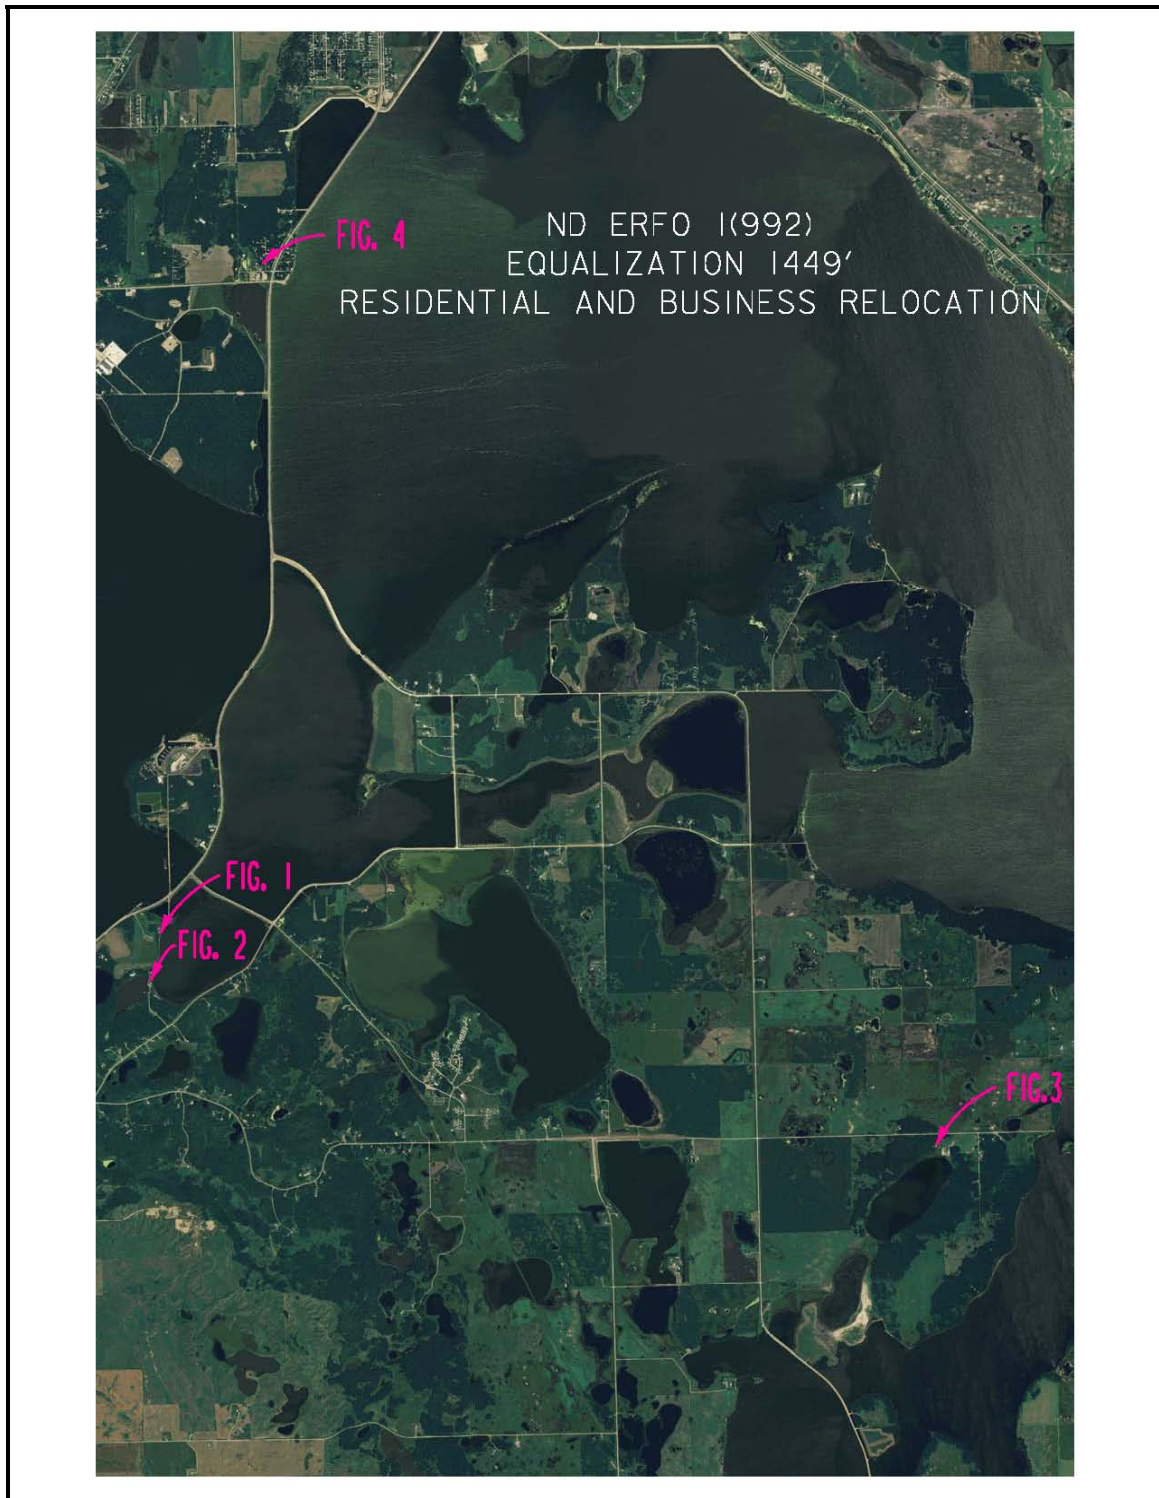 ND ERFO 1(992)
EQUALIZATION 1449'
RESIDENTIAL AND BUSINESS RELOCATION
FIG. 4
FIG. 1
FIG. 2
FIG.3